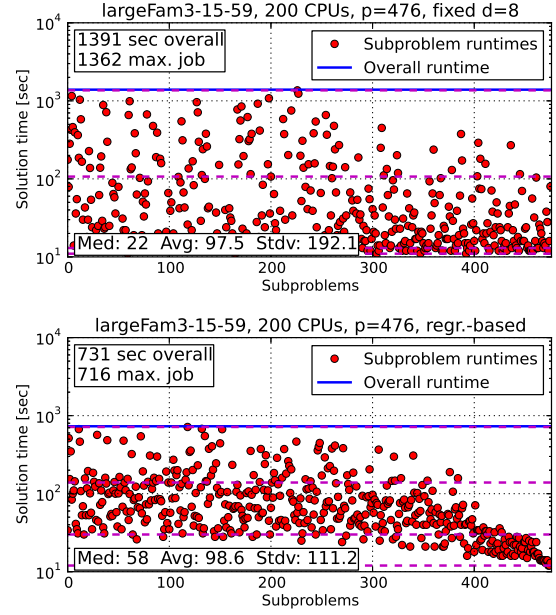 largeFam3-15-59, 200 CPUs, p=476, fixed d=8
1391 sec overall
1362 max. job
Subproblem runtimes
Overall runtime
Solution time [sec]
10^4
10^3
10^2
10^1
Med: 22 Avg: 97.5 Stdv: 192.1
0 100 200 300 400
Subproblems
largeFam3-15-59, 200 CPUs, p=476, regr.-based
731 sec overall
716 max. job
Subproblem runtimes
Overall runtime
Solution time [sec]
10^4
10^3
10^2
10^1
Med: 58 Avg: 98.6 Stdv: 111.2
0 100 200 300 400
Subproblems